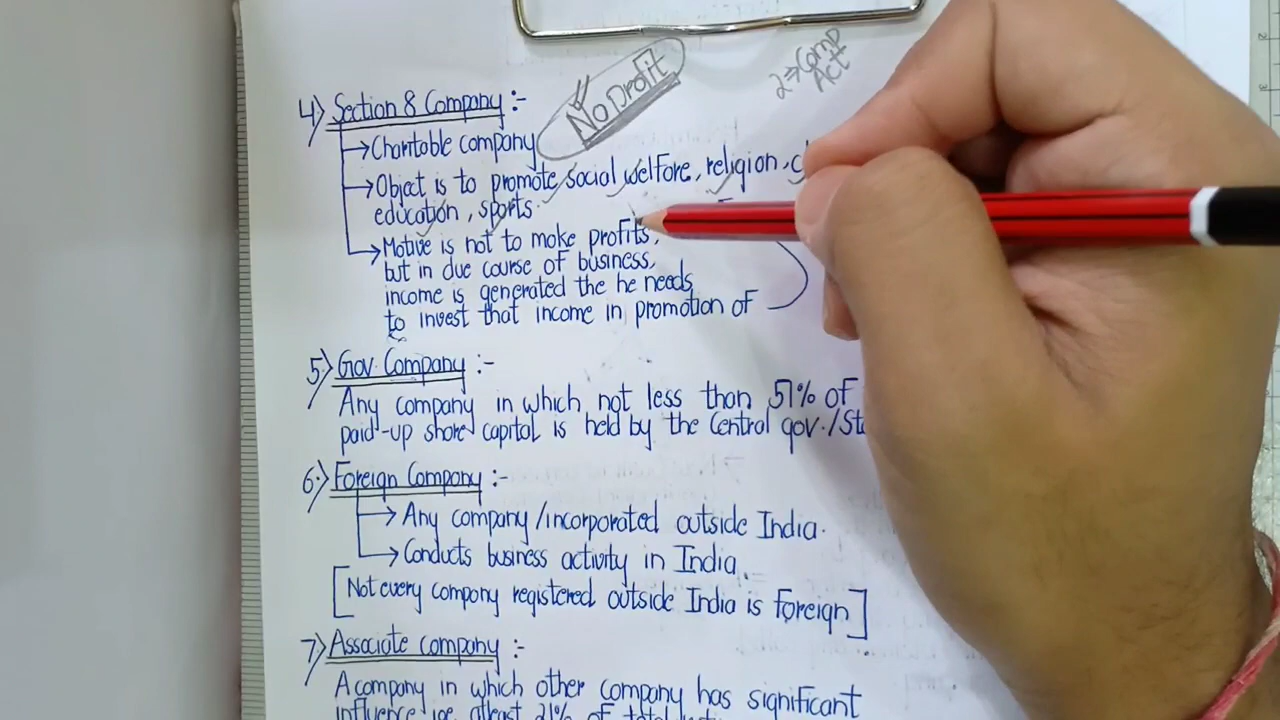 No Profit
2⇒Comp
Act
4) Section 8 Company :-
→ Charitable company
→ Object is to promote social welfare, religion,
education, sports
→ Motive is not to make profits,
but in due course of business,
income is generated the he needs
to invest that income in promotion of
5) Gov. Company :-
Any company in which not less than 51% of
paid-up share capital is held by the Central gov./
6) Foreign Company :-
→ Any company/incorporated outside India.
→ Conducts business activity in India.
[Not every company registered outside India is Foreign]
7) Associate company :-
A company in which other company has significant
influence i.e. atleast 21% of total